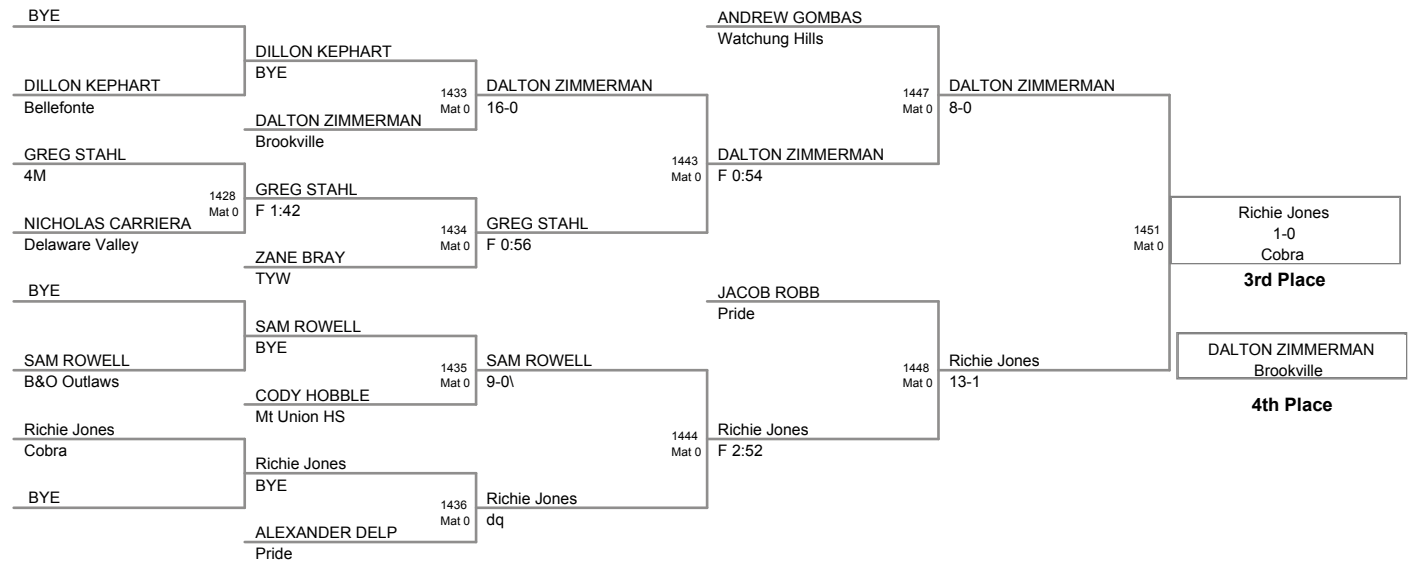 BYE
DILLON KEPHART
Bellefonte
GREG STAHL
4M
NICHOLAS CARRIERA
Delaware Valley
BYE
SAM ROWELL
B&O Outlaws
Richie Jones
Cobra
BYE
1428
Mat 0
DILLON KEPHART
BYE
DALTON ZIMMERMAN
Brookville
GREG STAHL
F 1:42
ZANE BRAY
TYW
SAM ROWELL
BYE
CODY HOBBLE
Mt Union HS
Richie Jones
BYE
ALEXANDER DELP
Pride
1433
Mat 0
1434
Mat 0
1435
Mat 0
1436
Mat 0
DALTON ZIMMERMAN
16-0
GREG STAHL
F 0:56
SAM ROWELL
9-0\
Richie Jones
dq
1443
Mat 0
1444
Mat 0
ANDREW GOMBAS
Watchung Hills
DALTON ZIMMERMAN
F 0:54
JACOB ROBB
Pride
Richie Jones
F 2:52
1447
Mat 0
1448
Mat 0
DALTON ZIMMERMAN
8-0
Richie Jones
13-1
1451
Mat 0
Richie Jones
1-0
Cobra
3rd Place
DALTON ZIMMERMAN
Brookville
4th Place